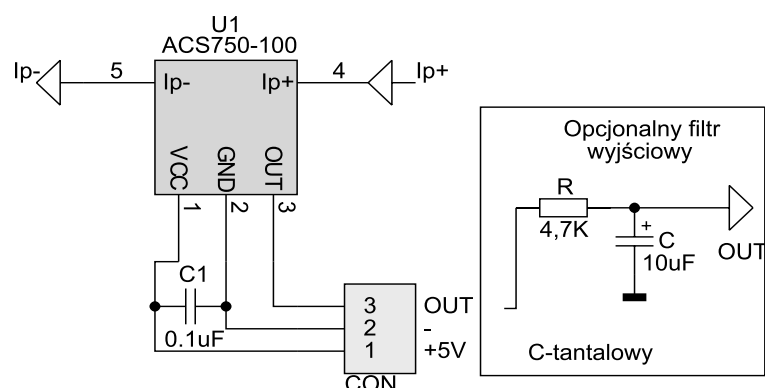 U1
ACS750-100
Ip-
5
Ip-
Ip+
4
Ip+
VCC
GND
OUT
1
2
3
C1
0.1uF
3
OUT
2
-
1
+5V
CON
Opcjonalny filtr
wyjściowy
R
4,7K
+
C
10uF
OUT
C-tantalowy